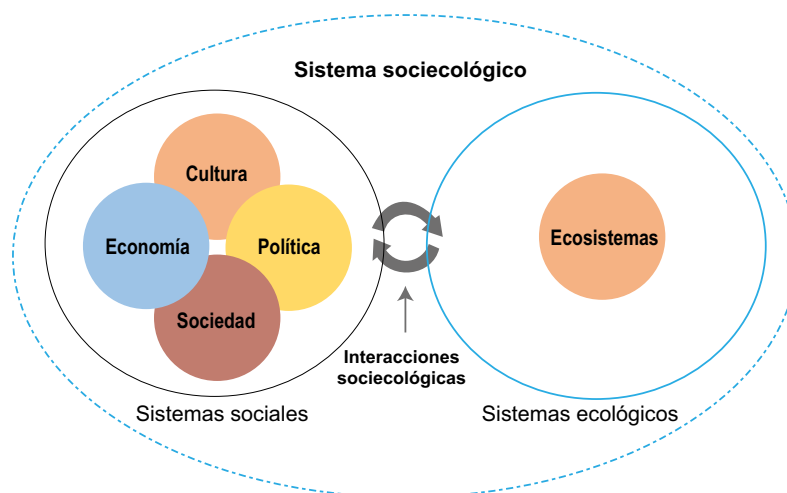 Sistema sociecológico
Cultura
Economía
Política
Sociedad
Ecosistemas
Interacciones
sociecológicas
Sistemas sociales
Sistemas ecológicos